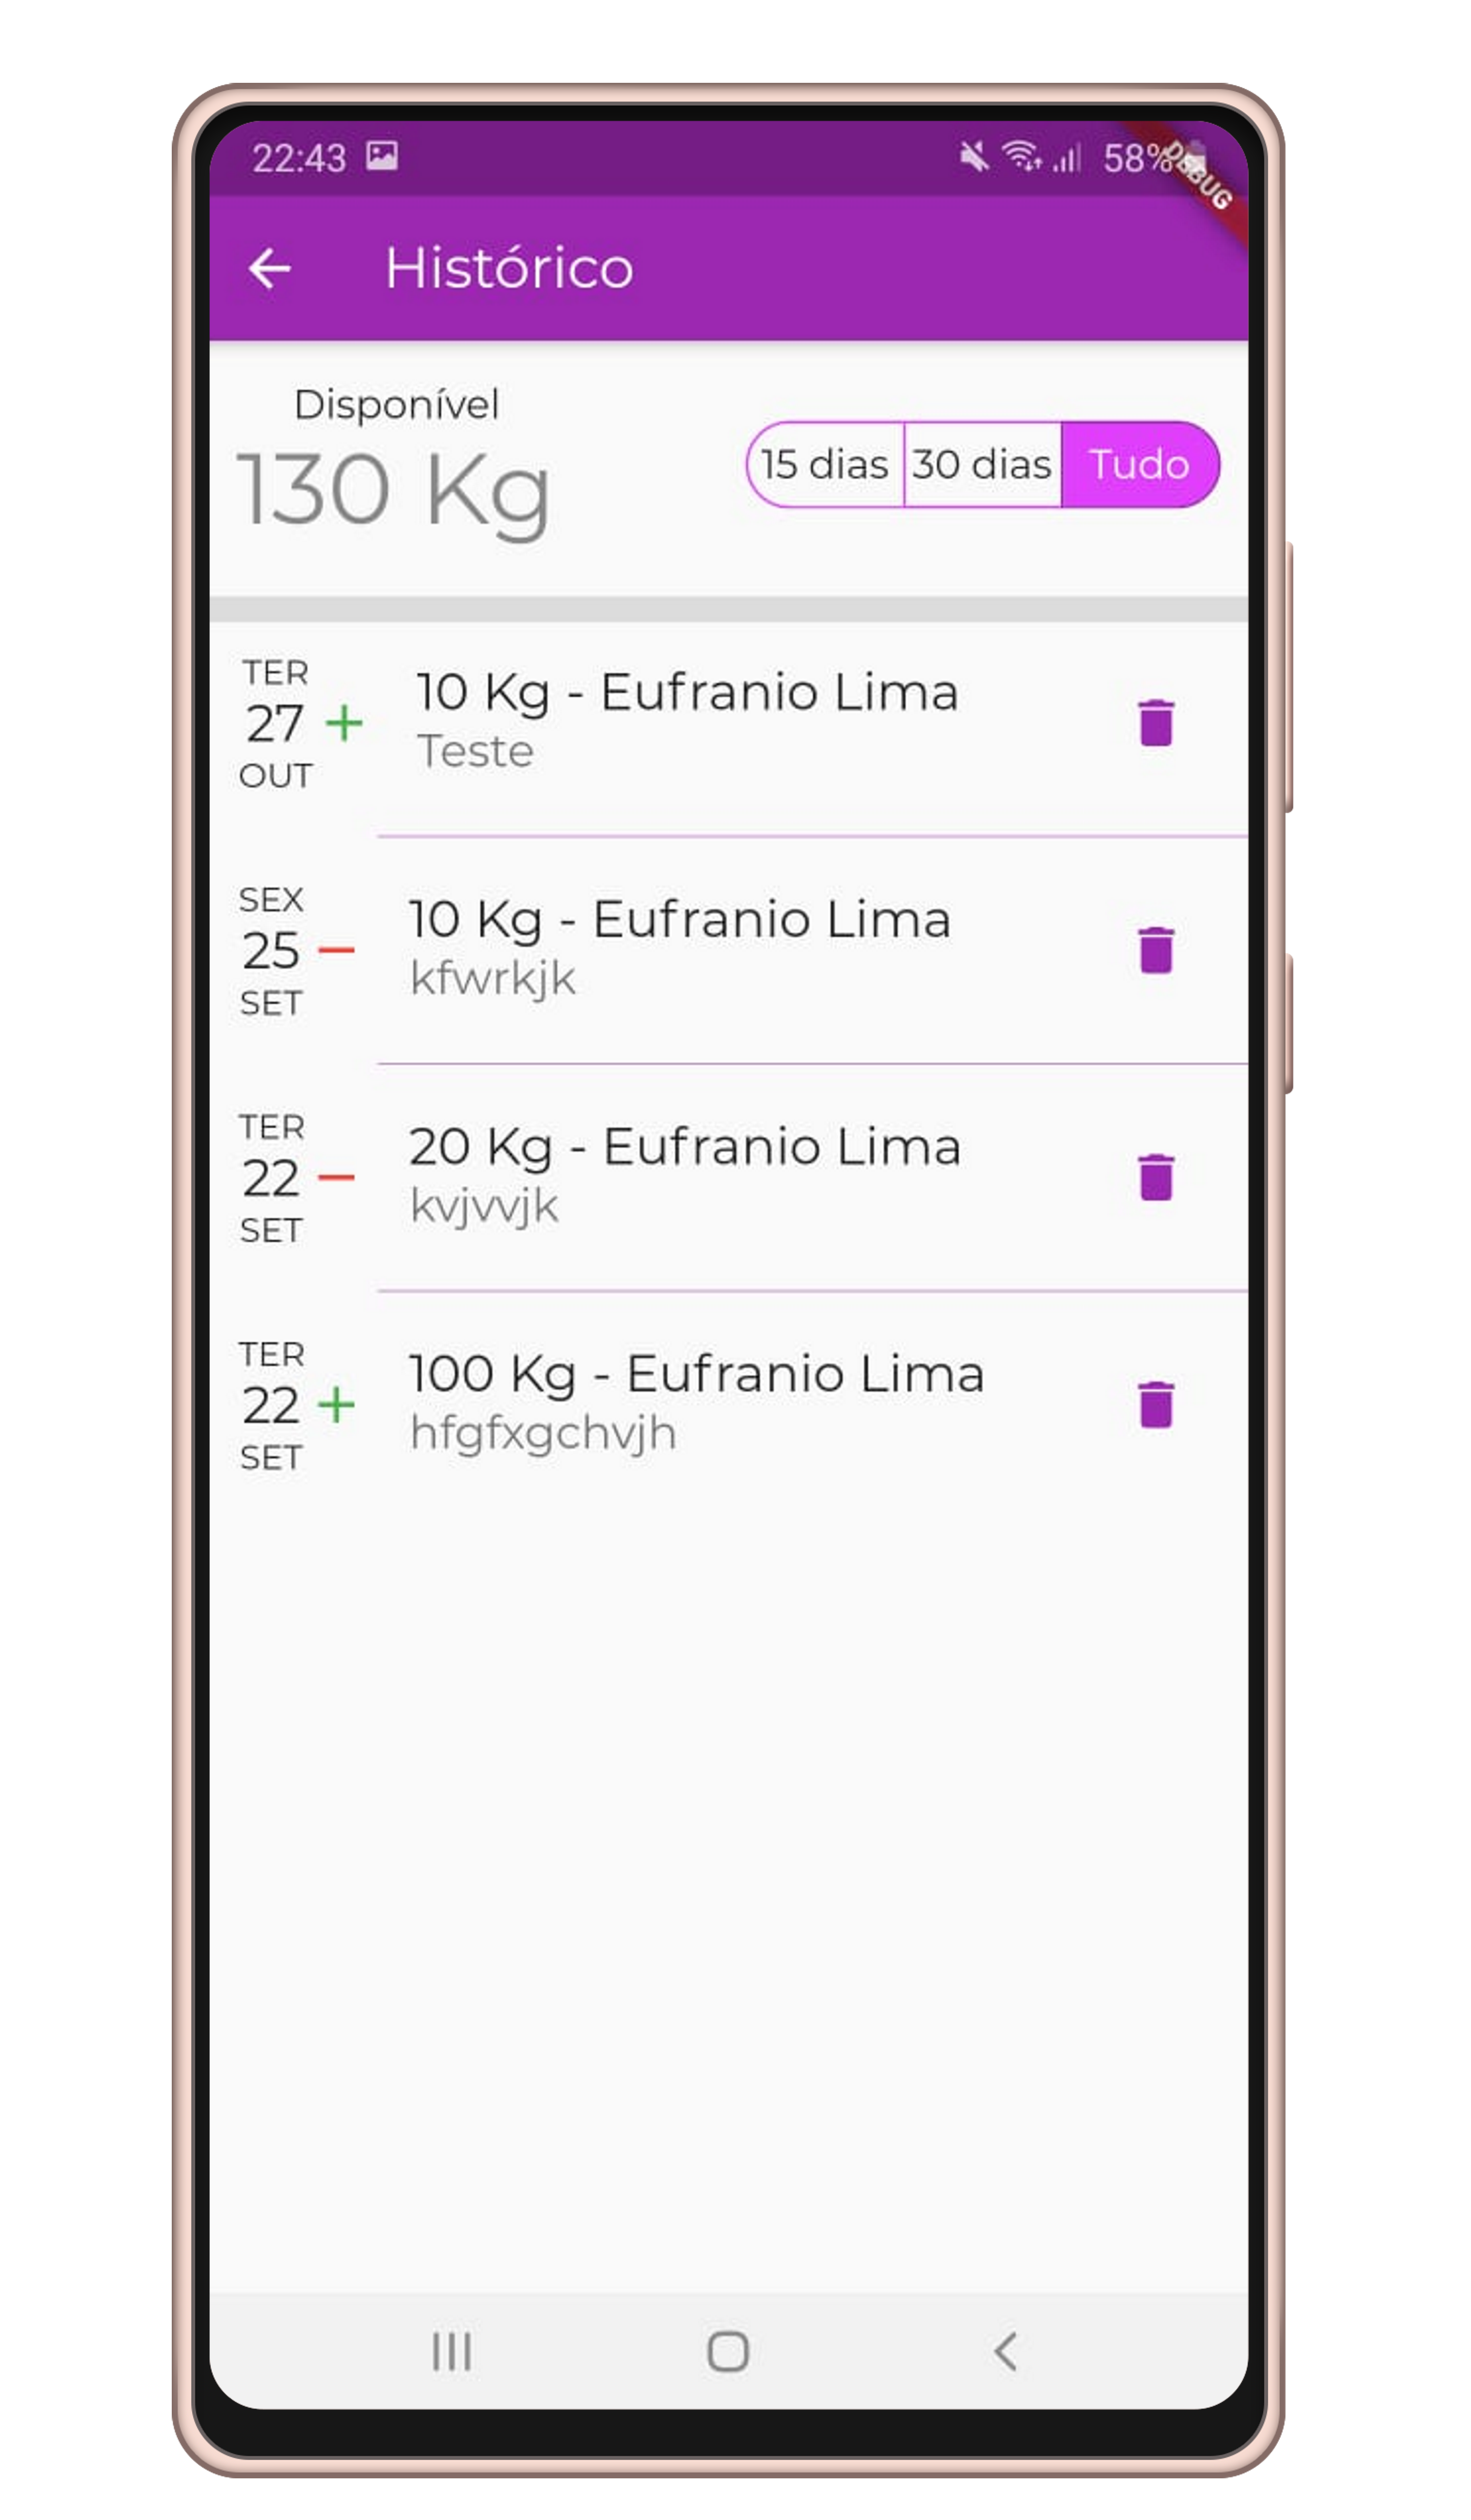 22:43
58%
DEBUG
Histórico
Disponível
130 Kg
15 dias
30 dias
Tudo
TER
27
OUT
10 Kg - Eufranio Lima
Teste
SEX
25
SET
10 Kg - Eufranio Lima
kfwrkjk
TER
22
SET
20 Kg - Eufranio Lima
kvjvvjk
TER
22
SET
100 Kg - Eufranio Lima
hfgfxgchvjh